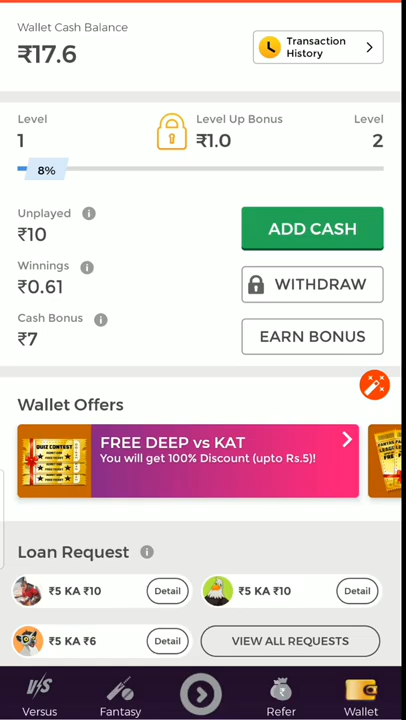 Wallet Cash Balance
₹17.6
Transaction
History
Level
Level Up Bonus
Level
1
₹1.0
2
8%
Unplayed
₹10
ADD CASH
Winnings
₹0.61
WITHDRAW
Cash Bonus
₹7
EARN BONUS
Wallet Offers
QUIZ CONTEST
FREE DEEP vs KAT
You will get 100% Discount (upto Rs.5)!
Loan Request
₹5 KA ₹10
Detail
₹5 KA ₹10
Detail
₹5 KA ₹6
Detail
VIEW ALL REQUESTS
V/S
Versus
Fantasy
Refer
Wallet